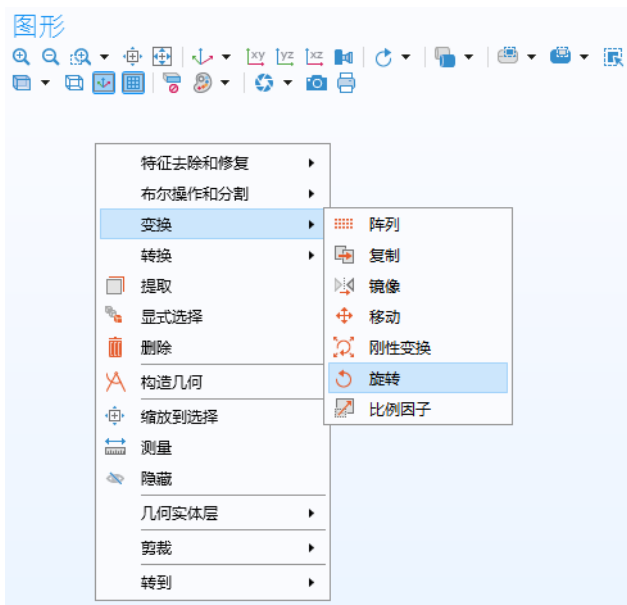 图形
xy yz xz
特征去除和修复
布尔操作和分割
变换
转换
提取
显式选择
删除
构造几何
缩放到选择
测量
隐藏
几何实体层
剪裁
转到
阵列
复制
镜像
移动
刚性变换
旋转
比例因子